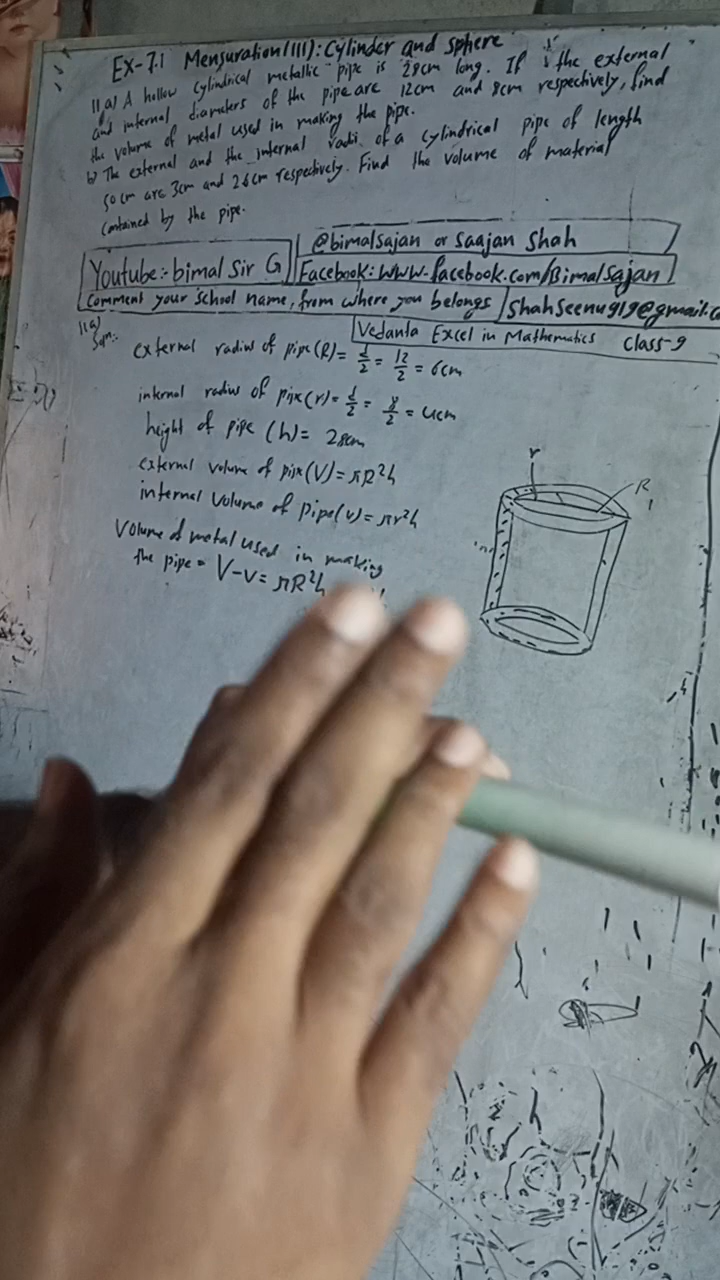 EX-7.1 Mensuration(III): Cylinder and sphere
11.a) A hollow cylindrical metallic pipe is 28cm long. If the external
and internal diameters of the pipe are 12cm and 8cm respectively, find
the volume of metal used in making the pipe.
b) The external and the internal radii of a cylindrical pipe of length
50cm are 3cm and 2.6cm respectively. Find the volume of material
contained by the pipe.
@bimalsajan or Saajan Shah
Youtube:- bimal Sir G
Facebook: www.facebook.com/Bimalsajan
Comment your school name, from where you belongs
Shahseenu919@gmail.c
Vedanta Excel in Mathematics Class-9
11a)
Soln:
external radius of pipe(R)= d/2 = 12/2 = 6cm
internal radius of pipe(r)= d/2 = 8/2 = 4cm
height of pipe (h)= 28cm
external volume of pipe(V)= πR²h
internal volume of pipe(v)= πr²h
Volume of metal used in making
the pipe = V-v = πR²h
r
R
h